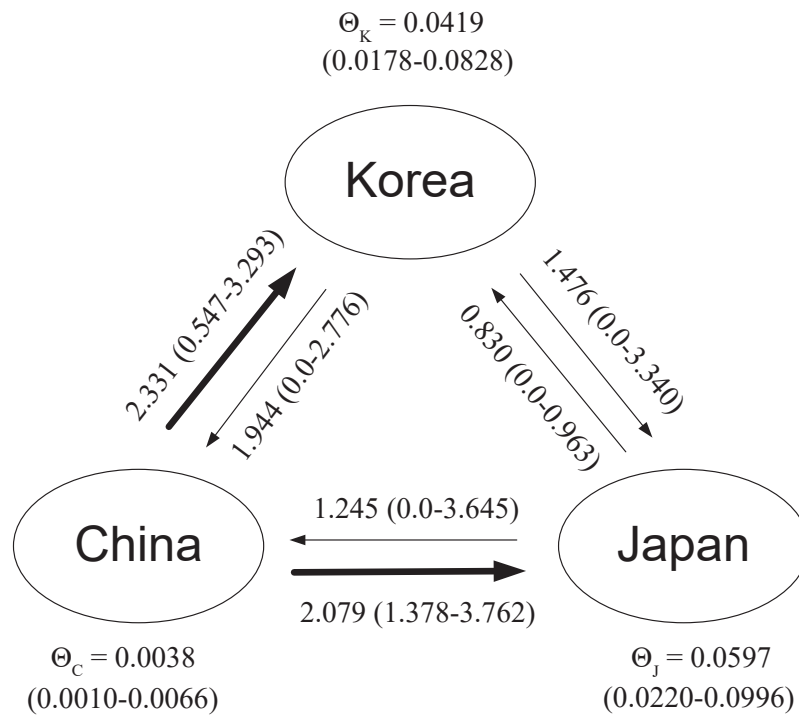 Θ_K = 0.0419
(0.0178-0.0828)
Korea
2.331 (0.547-3.293)
1.944 (0.0-2.776)
1.476 (0.0-3.340)
0.830 (0.0-0.963)
1.245 (0.0-3.645)
China
Japan
2.079 (1.378-3.762)
Θ_C = 0.0038
(0.0010-0.0066)
Θ_J = 0.0597
(0.0220-0.0996)